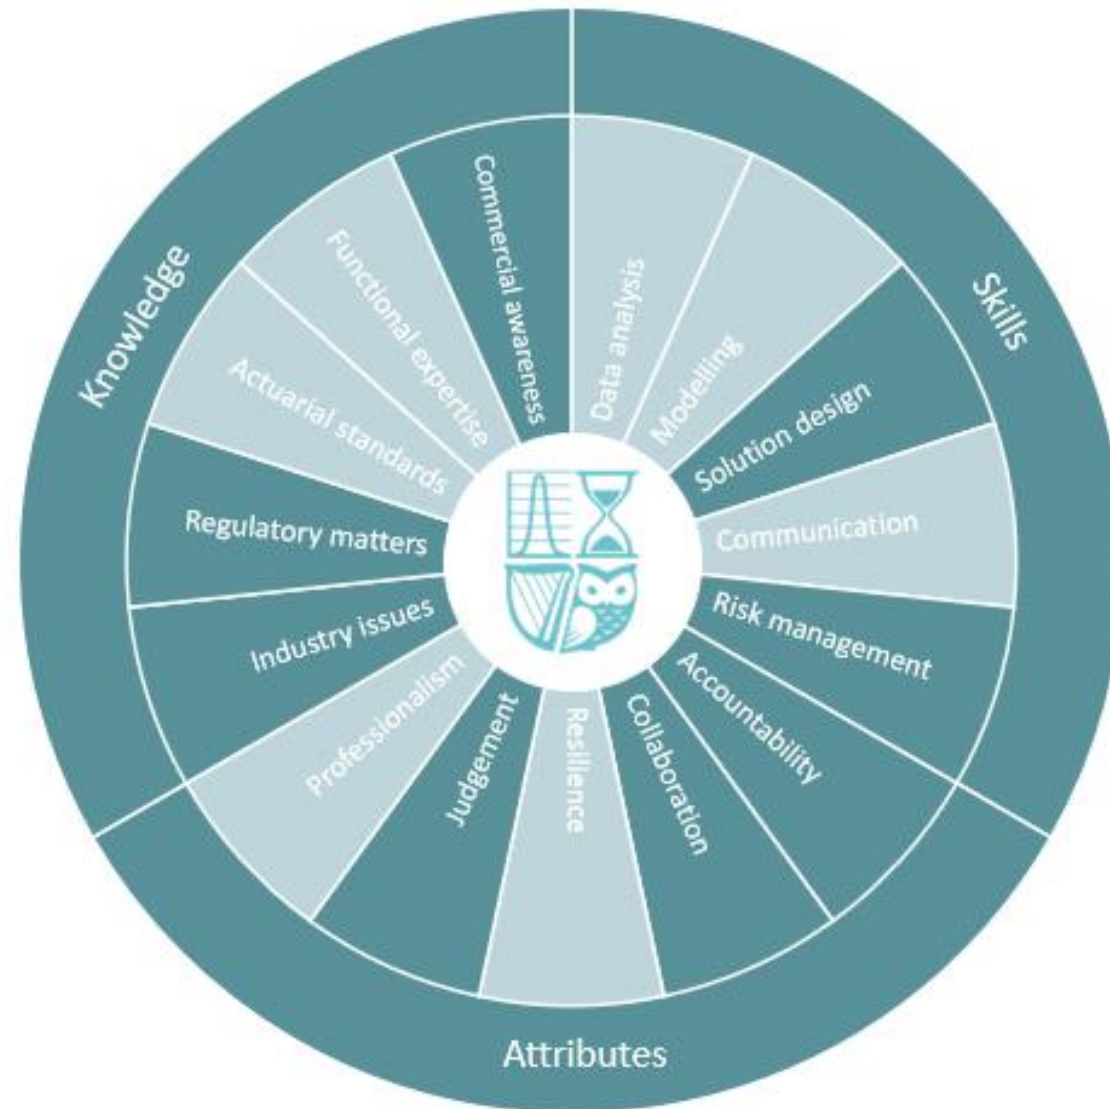 Knowledge
Skills
Attributes
Commercial awareness
Functional expertise
Actuarial standards
Regulatory matters
Industry issues
Data analysis
Modelling
Solution design
Communication
Risk management
Accountability
Collaboration
Resilience
Judgement
Professionalism